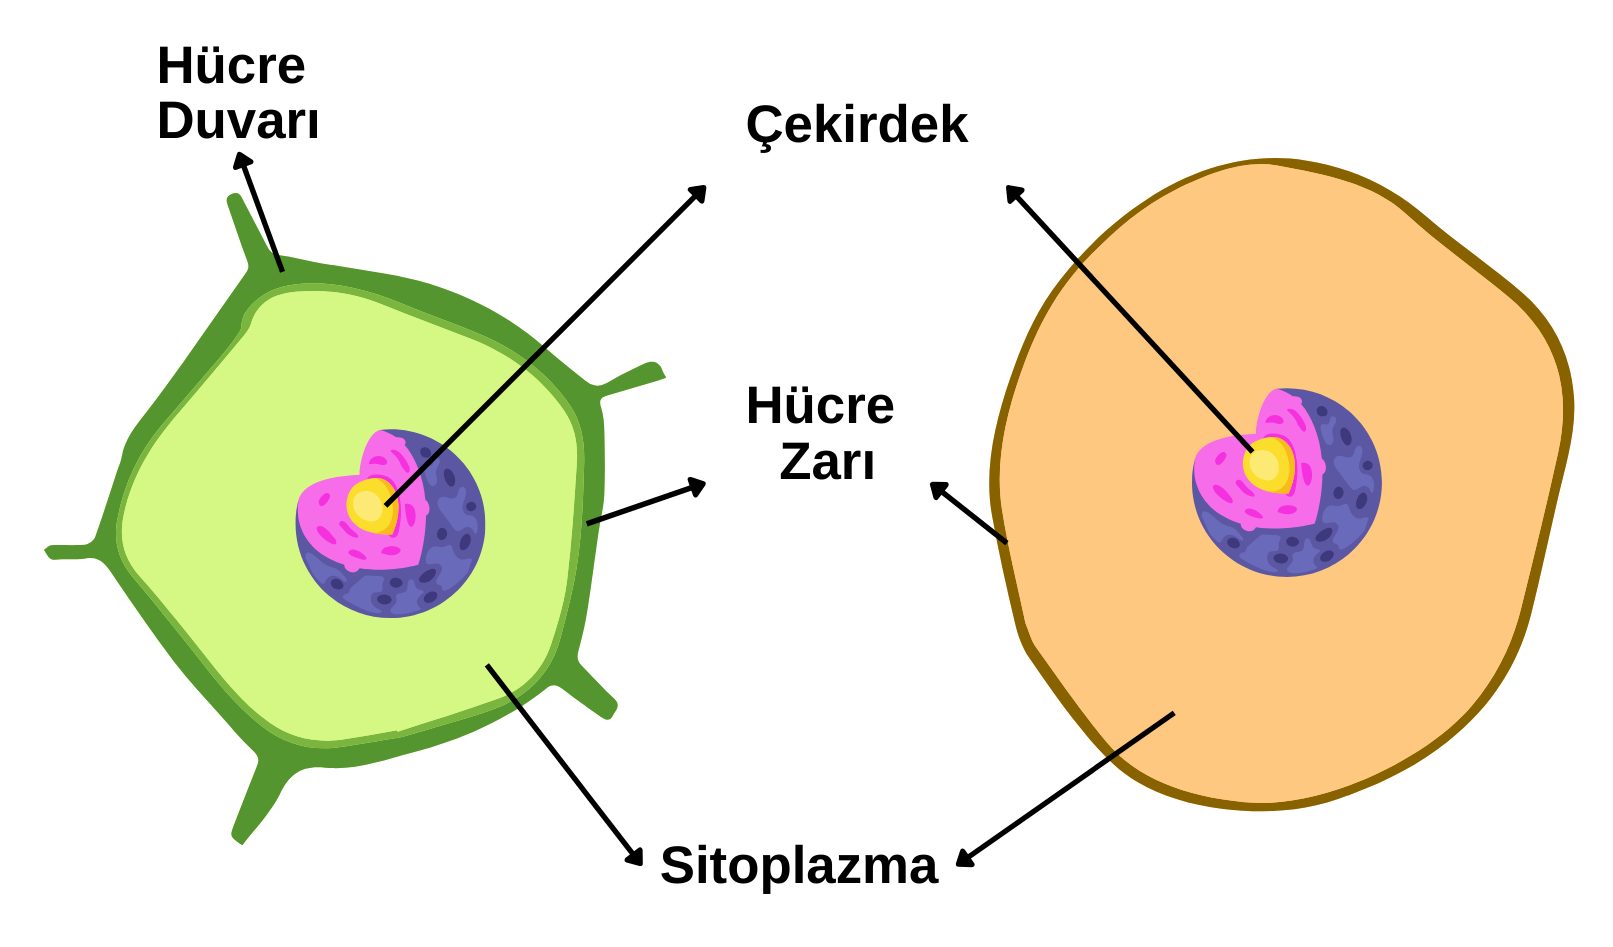 Hücre
Duvarı
Çekirdek
Hücre
Zarı
Sitoplazma